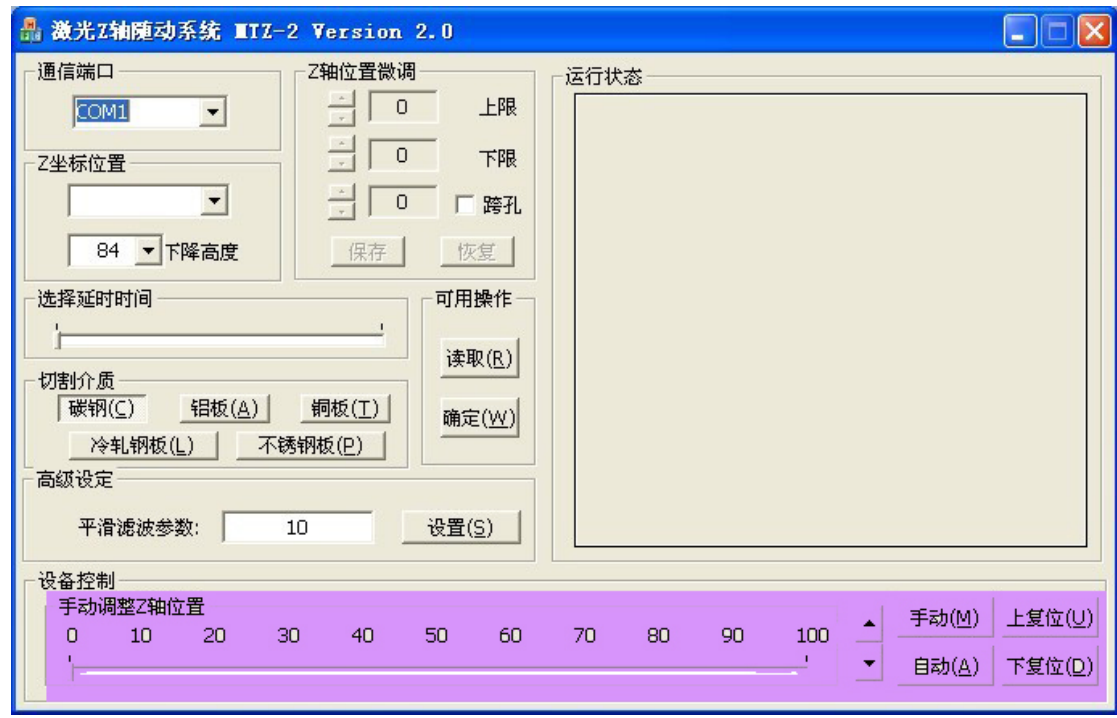 激光Z轴随动系统 MTZ-2 Version 2.0
通信端口
COM1
Z坐标位置
84 下降高度
Z轴位置微调
0 上限
0 下限
0 跨孔
保存 恢复
选择延时时间
切割介质
碳钢(C) 铝板(A) 铜板(T)
冷轧钢板(L) 不锈钢板(P)
可用操作
读取(R)
确定(W)
高级设定
平滑滤波参数: 10 设置(S)
运行状态
设备控制
手动调整Z轴位置
0 10 20 30 40 50 60 70 80 90 100
手动(M) 上复位(U)
自动(A) 下复位(D)